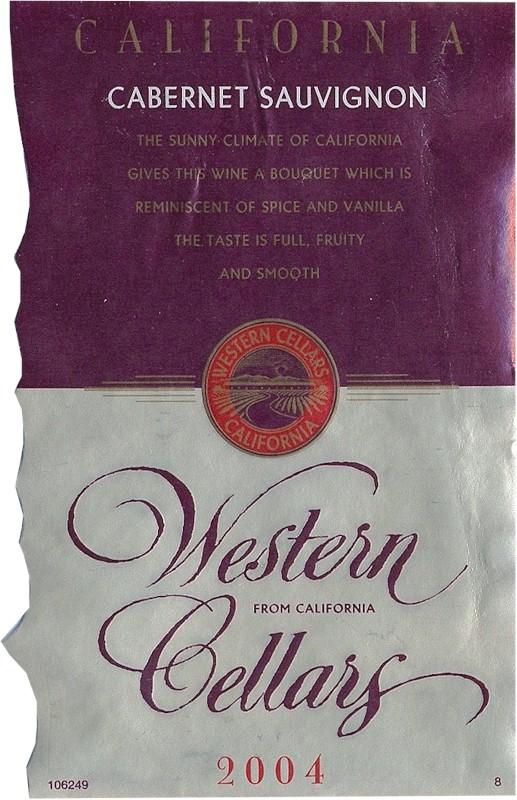 CALIFORNIA
CABERNET SAUVIGNON
THE SUNNY CLIMATE OF CALIFORNIA
GIVES THIS WINE A BOUQUET WHICH IS
REMINISCENT OF SPICE AND VANILLA
THE TASTE IS FULL, FRUITY
AND SMOOTH
WESTERN CELLARS
CALIFORNIA
Western
FROM CALIFORNIA
Cellars
2004
106249
8